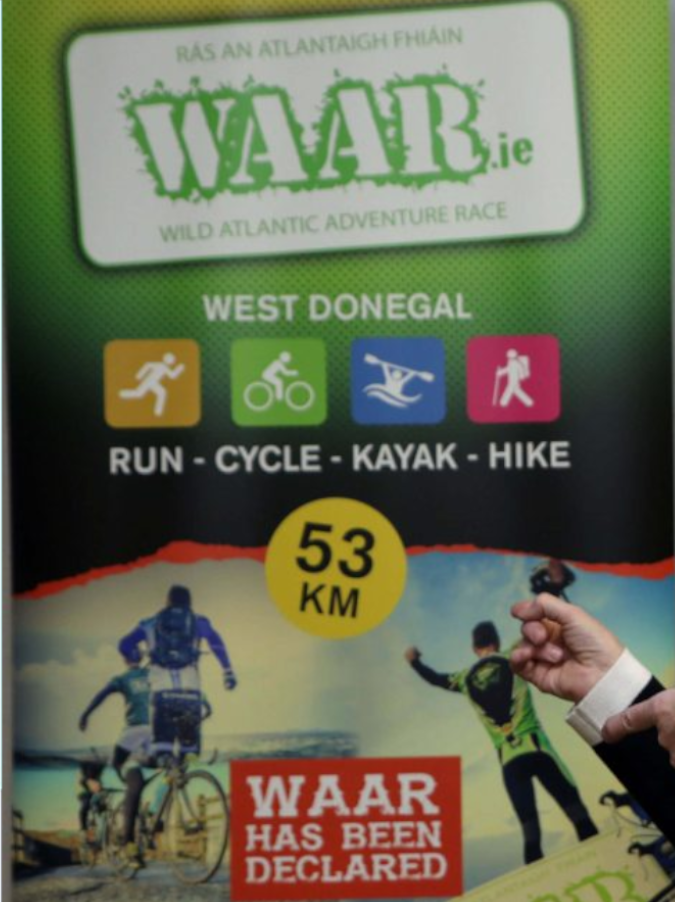 RÁS AN ATLANTAIGH FHIÁIN
WAAR.ie
WILD ATLANTIC ADVENTURE RACE
WEST DONEGAL
RUN - CYCLE - KAYAK - HIKE
53
KM
WAAR
HAS BEEN
DECLARED